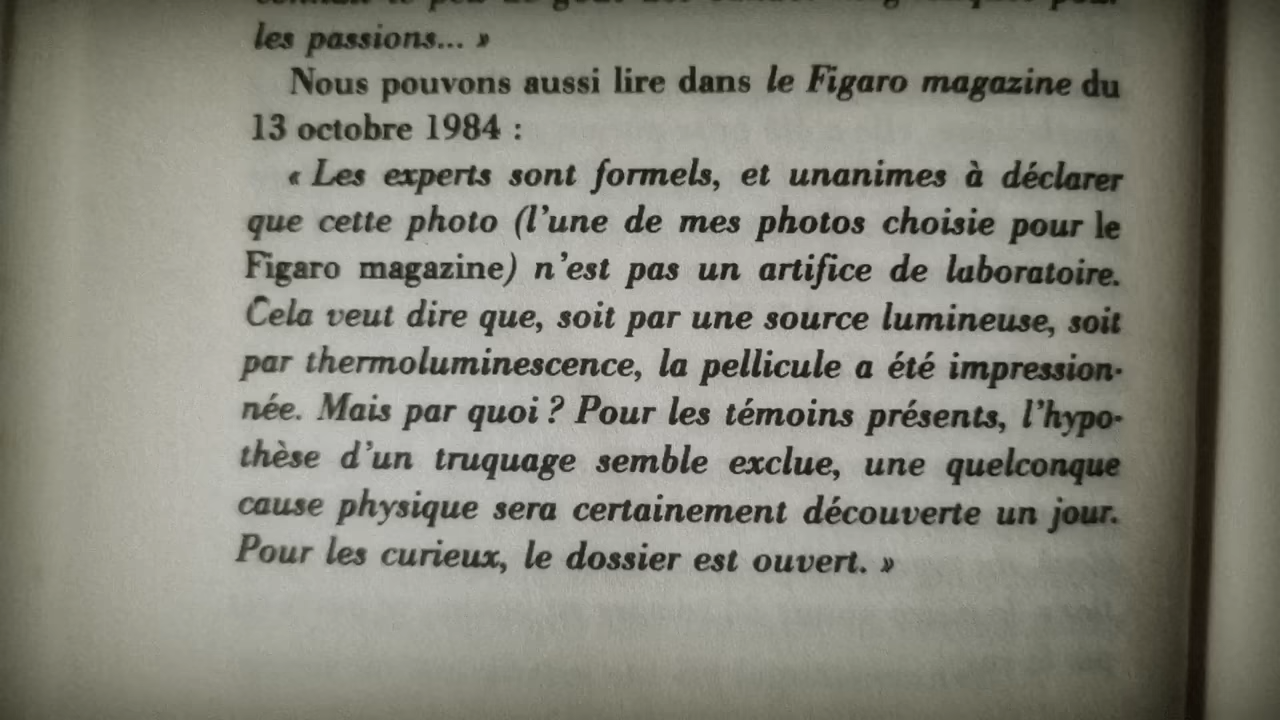 les passions... »
Nous pouvons aussi lire dans le Figaro magazine du
13 octobre 1984 :
« Les experts sont formels, et unanimes à déclarer
que cette photo (l'une de mes photos choisie pour le
Figaro magazine) n'est pas un artifice de laboratoire.
Cela veut dire que, soit par une source lumineuse, soit
par thermoluminescence, la pellicule a été impression-
née. Mais par quoi ? Pour les témoins présents, l'hypo-
thèse d'un truquage semble exclue, une quelconque
cause physique sera certainement découverte un jour.
Pour les curieux, le dossier est ouvert. »